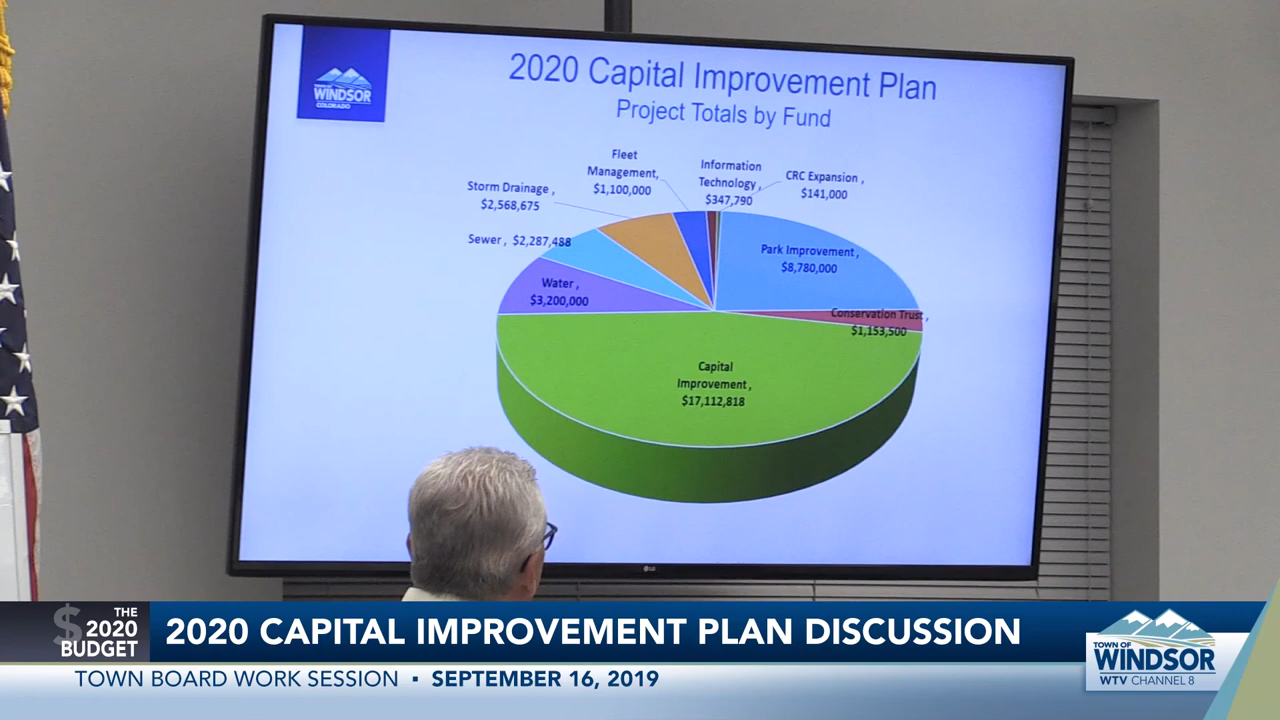 TOWN OF
WINDSOR
COLORADO
2020 Capital Improvement Plan
Project Totals by Fund
Fleet
Management,
$1,100,000
Information
Technology,
$347,790
CRC Expansion,
$141,000
Storm Drainage,
$2,568,675
Sewer, $2,287,488
Park Improvement,
$8,780,000
Water,
$3,200,000
Conservation Trust,
$1,153,500
Capital
Improvement,
$17,112,818
LG
$ THE
2020
BUDGET
2020 CAPITAL IMPROVEMENT PLAN DISCUSSION
TOWN BOARD WORK SESSION ▪ SEPTEMBER 16, 2019
TOWN OF
WINDSOR
WTV CHANNEL 8